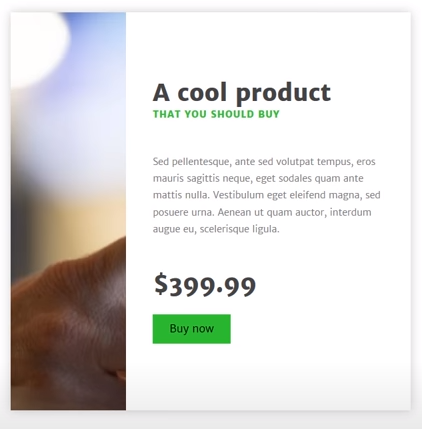 A cool product
THAT YOU SHOULD BUY
Sed pellentesque, ante sed volutpat tempus, eros
mauris sagittis neque, eget sodales quam ante
mattis nulla. Vestibulum eget eleifend magna, sed
posuere urna. Aenean ut quam auctor, interdum
augue eu, scelerisque ligula.
$399.99
Buy now